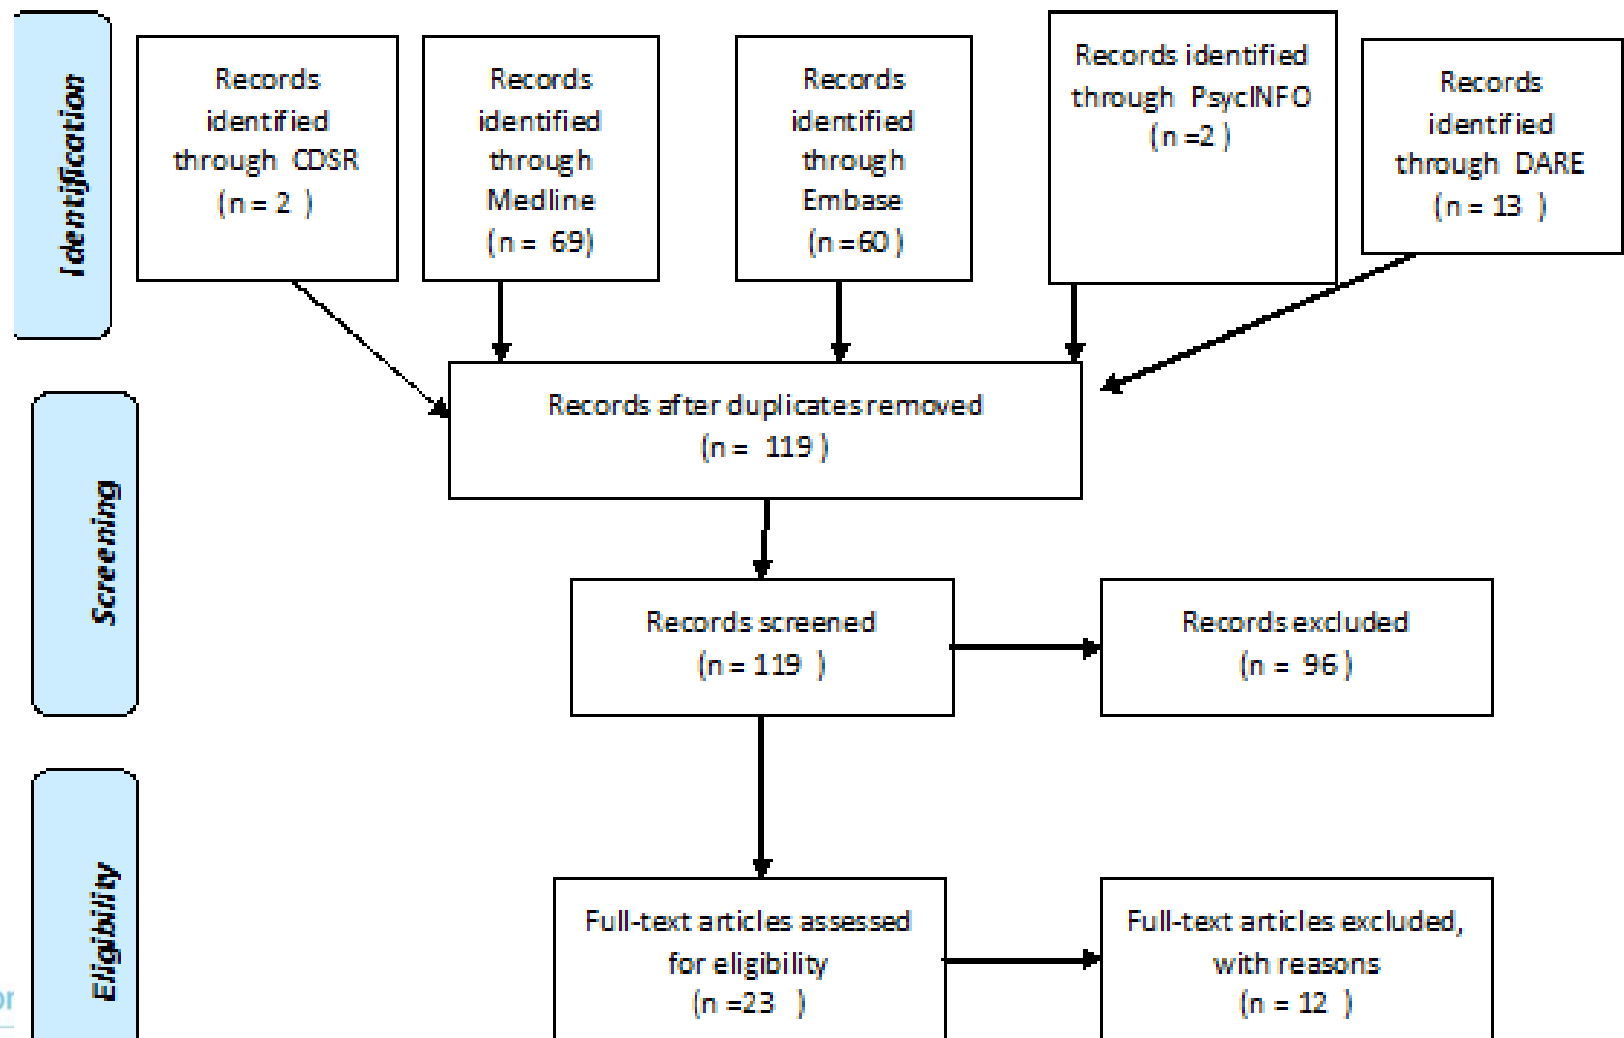 Identification
Records
identified
through CDSR
(n = 2 )
Records
identified
through
Medline
(n = 69)
Records
identified
through
Embase
(n =60 )
Records identified
through PsycINFO
(n =2 )
Records
identified
through DARE
(n = 13 )
Records after duplicates removed
(n = 119 )
Screening
Records screened
(n = 119 )
Records excluded
(n = 96 )
Eligibility
Full-text articles assessed
for eligibility
(n =23 )
Full-text articles excluded,
with reasons
(n = 12 )